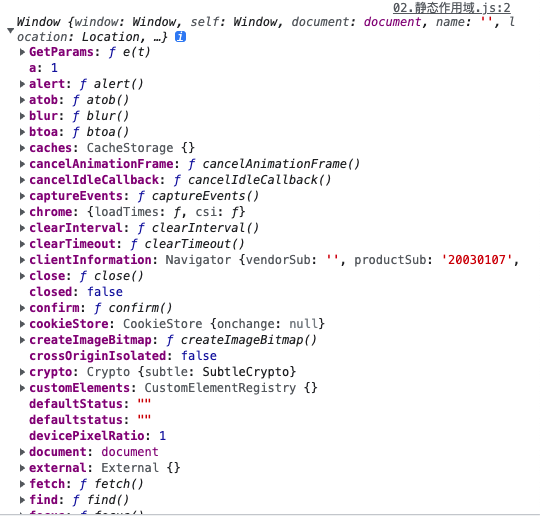 02.静态作用域.js:2
Window {window: Window, self: Window, document: document, name: '', l
ocation: Location, …} i
GetParams: ƒ e(t)
a: 1
alert: ƒ alert()
atob: ƒ atob()
blur: ƒ blur()
btoa: ƒ btoa()
caches: CacheStorage {}
cancelAnimationFrame: ƒ cancelAnimationFrame()
cancelIdleCallback: ƒ cancelIdleCallback()
captureEvents: ƒ captureEvents()
chrome: {loadTimes: ƒ, csi: ƒ}
clearInterval: ƒ clearInterval()
clearTimeout: ƒ clearTimeout()
clientInformation: Navigator {vendorSub: '', productSub: '20030107',
close: ƒ close()
closed: false
confirm: ƒ confirm()
cookieStore: CookieStore {onchange: null}
createImageBitmap: ƒ createImageBitmap()
crossOriginIsolated: false
crypto: Crypto {subtle: SubtleCrypto}
customElements: CustomElementRegistry {}
defaultStatus: ""
defaultstatus: ""
devicePixelRatio: 1
document: document
external: External {}
fetch: ƒ fetch()
find: ƒ find()